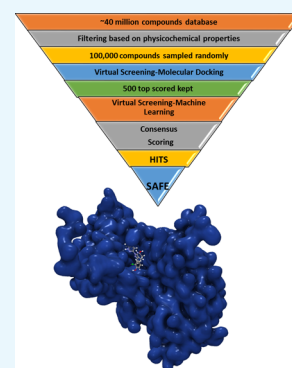 ~40 million compounds database
Filtering based on physicochemical properties
100,000 compounds sampled randomly
Virtual Screening-Molecular Docking
500 top scored kept
Virtual Screening-Machine
Learning
Consensus
Scoring
HITS
SAFE